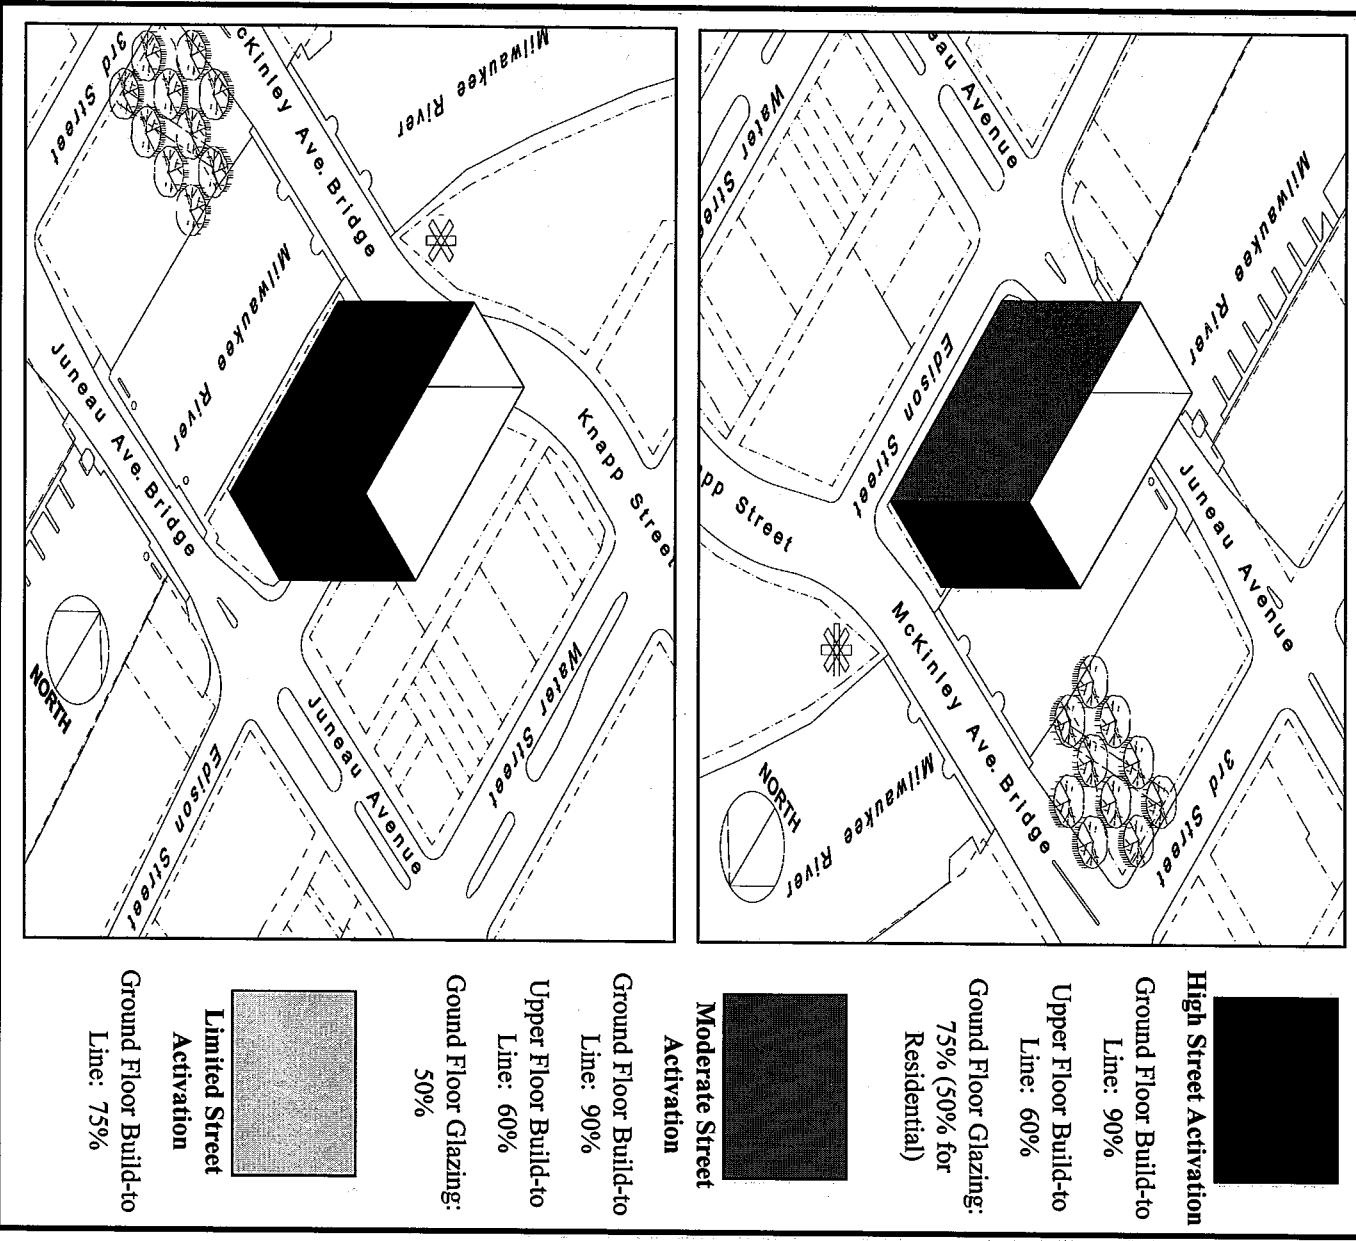 High Street Activation
Ground Floor Build-to
Line: 90%
Upper Floor Build-to
Line: 60%
Gound Floor Glazing:
75% (50% for
Residential)
Moderate Street
Activation
Ground Floor Build-to
Line: 90%
Upper Floor Build-to
Line: 60%
Gound Floor Glazing:
50%
Limited Street
Activation
Ground Floor Build-to
Line: 75%
eau Avenue
Water Street
Milwaukee River
Edison Street
Juneau Avenue
pp Street
McKinley Ave. Bridge
3rd Street
Milwaukee River
NORTH
3rd Street
cKinley Ave. Bridge
Milwaukee River
Milwaukee River
Juneau Ave. Bridge
Knapp Street
Water Street
Juneau Avenue
Edison Street
NORTH